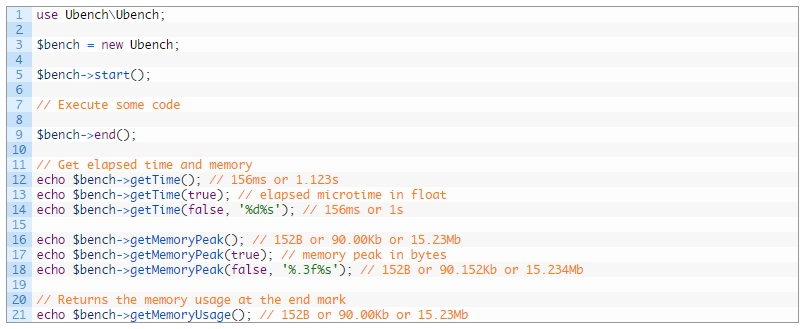 1 use Ubench\Ubench;
2
3 $bench = new Ubench;
4
5 $bench->start();
6
7 // Execute some code
8
9 $bench->end();
10
11 // Get elapsed time and memory
12 echo $bench->getTime(); // 156ms or 1.123s
13 echo $bench->getTime(true); // elapsed microtime in float
14 echo $bench->getTime(false, '%d%s'); // 156ms or 1s
15
16 echo $bench->getMemoryPeak(); // 152B or 90.00Kb or 15.23Mb
17 echo $bench->getMemoryPeak(true); // memory peak in bytes
18 echo $bench->getMemoryPeak(false, '%.3f%s'); // 152B or 90.152Kb or 15.234Mb
19
20 // Returns the memory usage at the end mark
21 echo $bench->getMemoryUsage(); // 152B or 90.00Kb or 15.23Mb